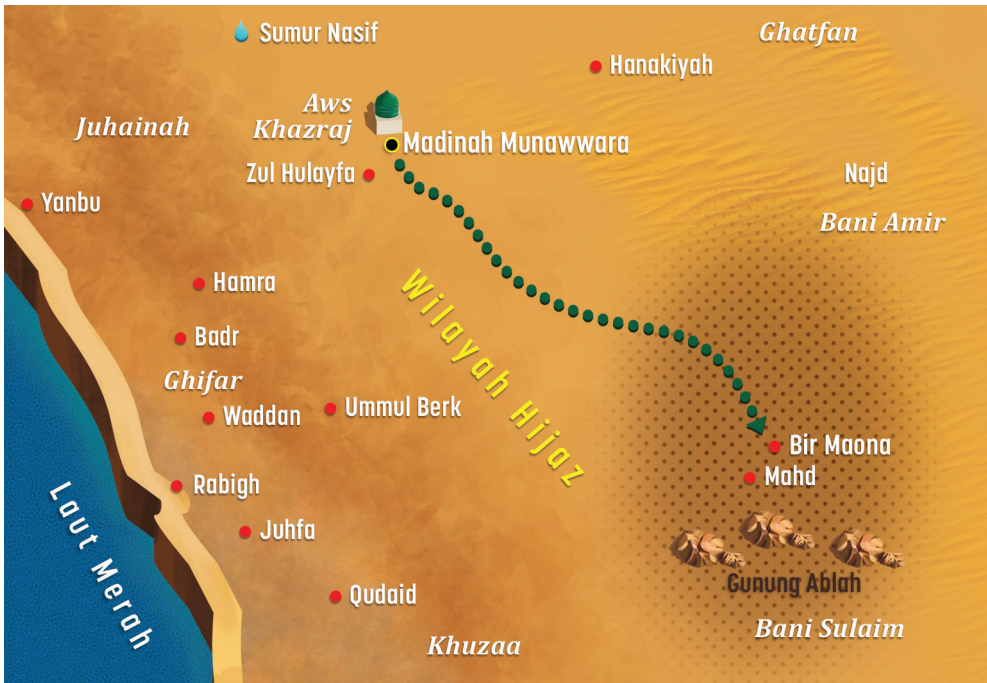 Sumur Nasif
Ghatfan
Hanakiyah
Aws
Khazraj
Juhainah
Madinah Munawwara
Zul Hulayfa
Najd
Yanbu
Bani Amir
Hamra
Wilayah Hijaz
Badr
Ghifar
Waddan
Ummul Berk
Bir Maona
Mahd
Rabigh
Laut Merah
Juhfa
Gunung Ablah
Qudaid
Bani Sulaim
Khuzaa